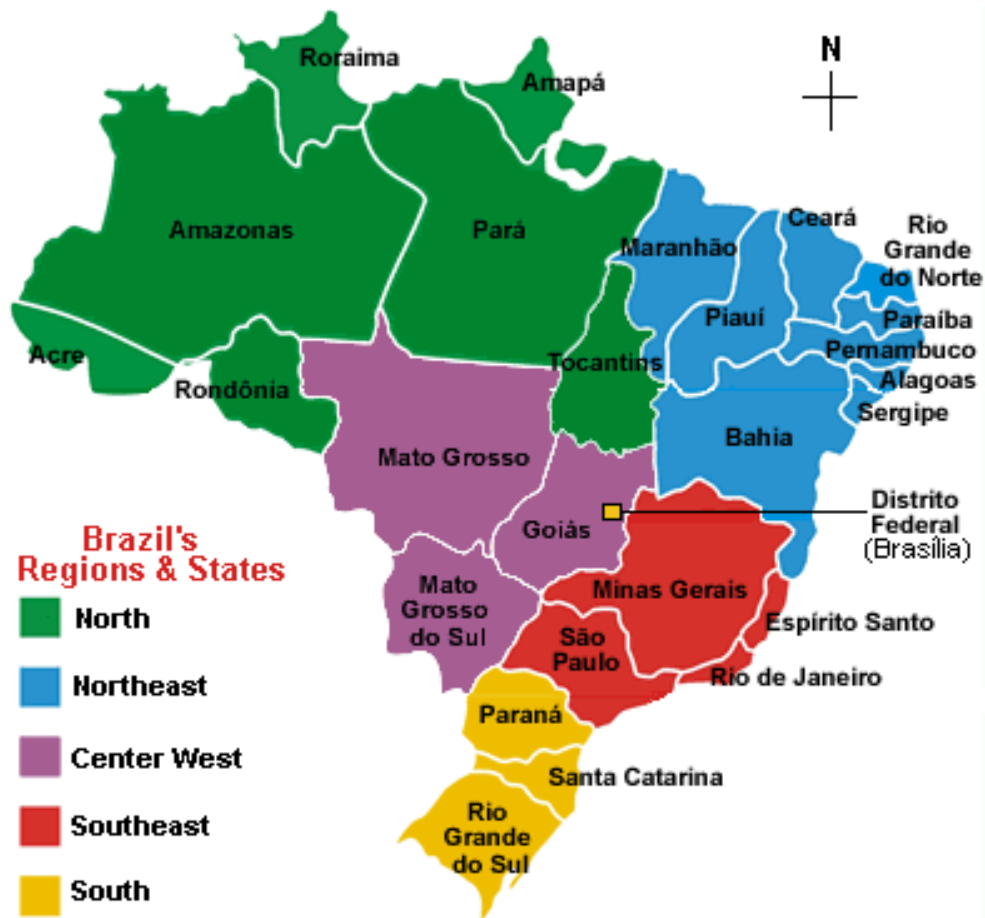 N
Roraima
Amapá
Amazonas
Pará
Maranhão
Ceará
Rio
Grande
do Norte
Piauí
Paraíba
Pernambuco
Alagoas
Sergipe
Acre
Rondônia
Tocantins
Bahia
Mato Grosso
Goiás
Distrito
Federal
(Brasília)
Mato
Grosso
do Sul
Minas Gerais
Espírito Santo
São
Paulo
Rio de Janeiro
Paraná
Santa Catarina
Rio
Grande
do Sul
Brazil's
Regions & States
North
Northeast
Center West
Southeast
South